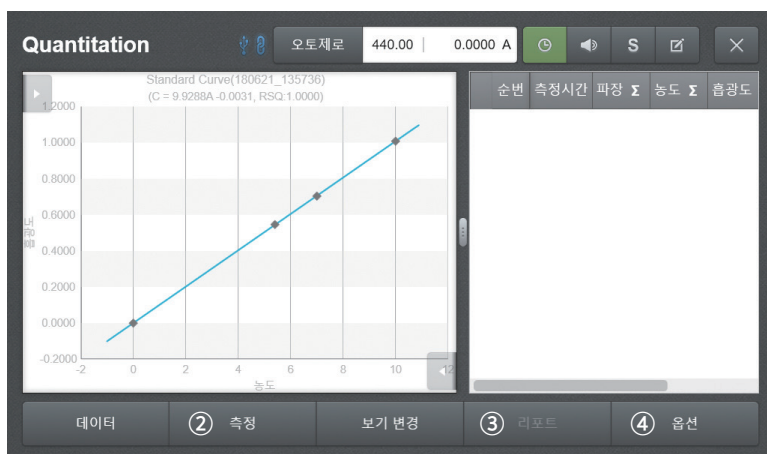 Quantitation
오토제로
440.00
0.0000 A
S
Standard Curve(180621_135736)
(C = 9.9288A -0.0031, RSQ:1.0000)
순번 측정시간 파장 Σ 농도 Σ 흡광도
1.2000
1.0000
0.8000
0.6000
0.4000
0.2000
0.0000
-0.2000
흡광도
-2 0 2 4 6 8 10 12
농도
데이터
② 측정
보기 변경
③ 리포트
④ 옵션